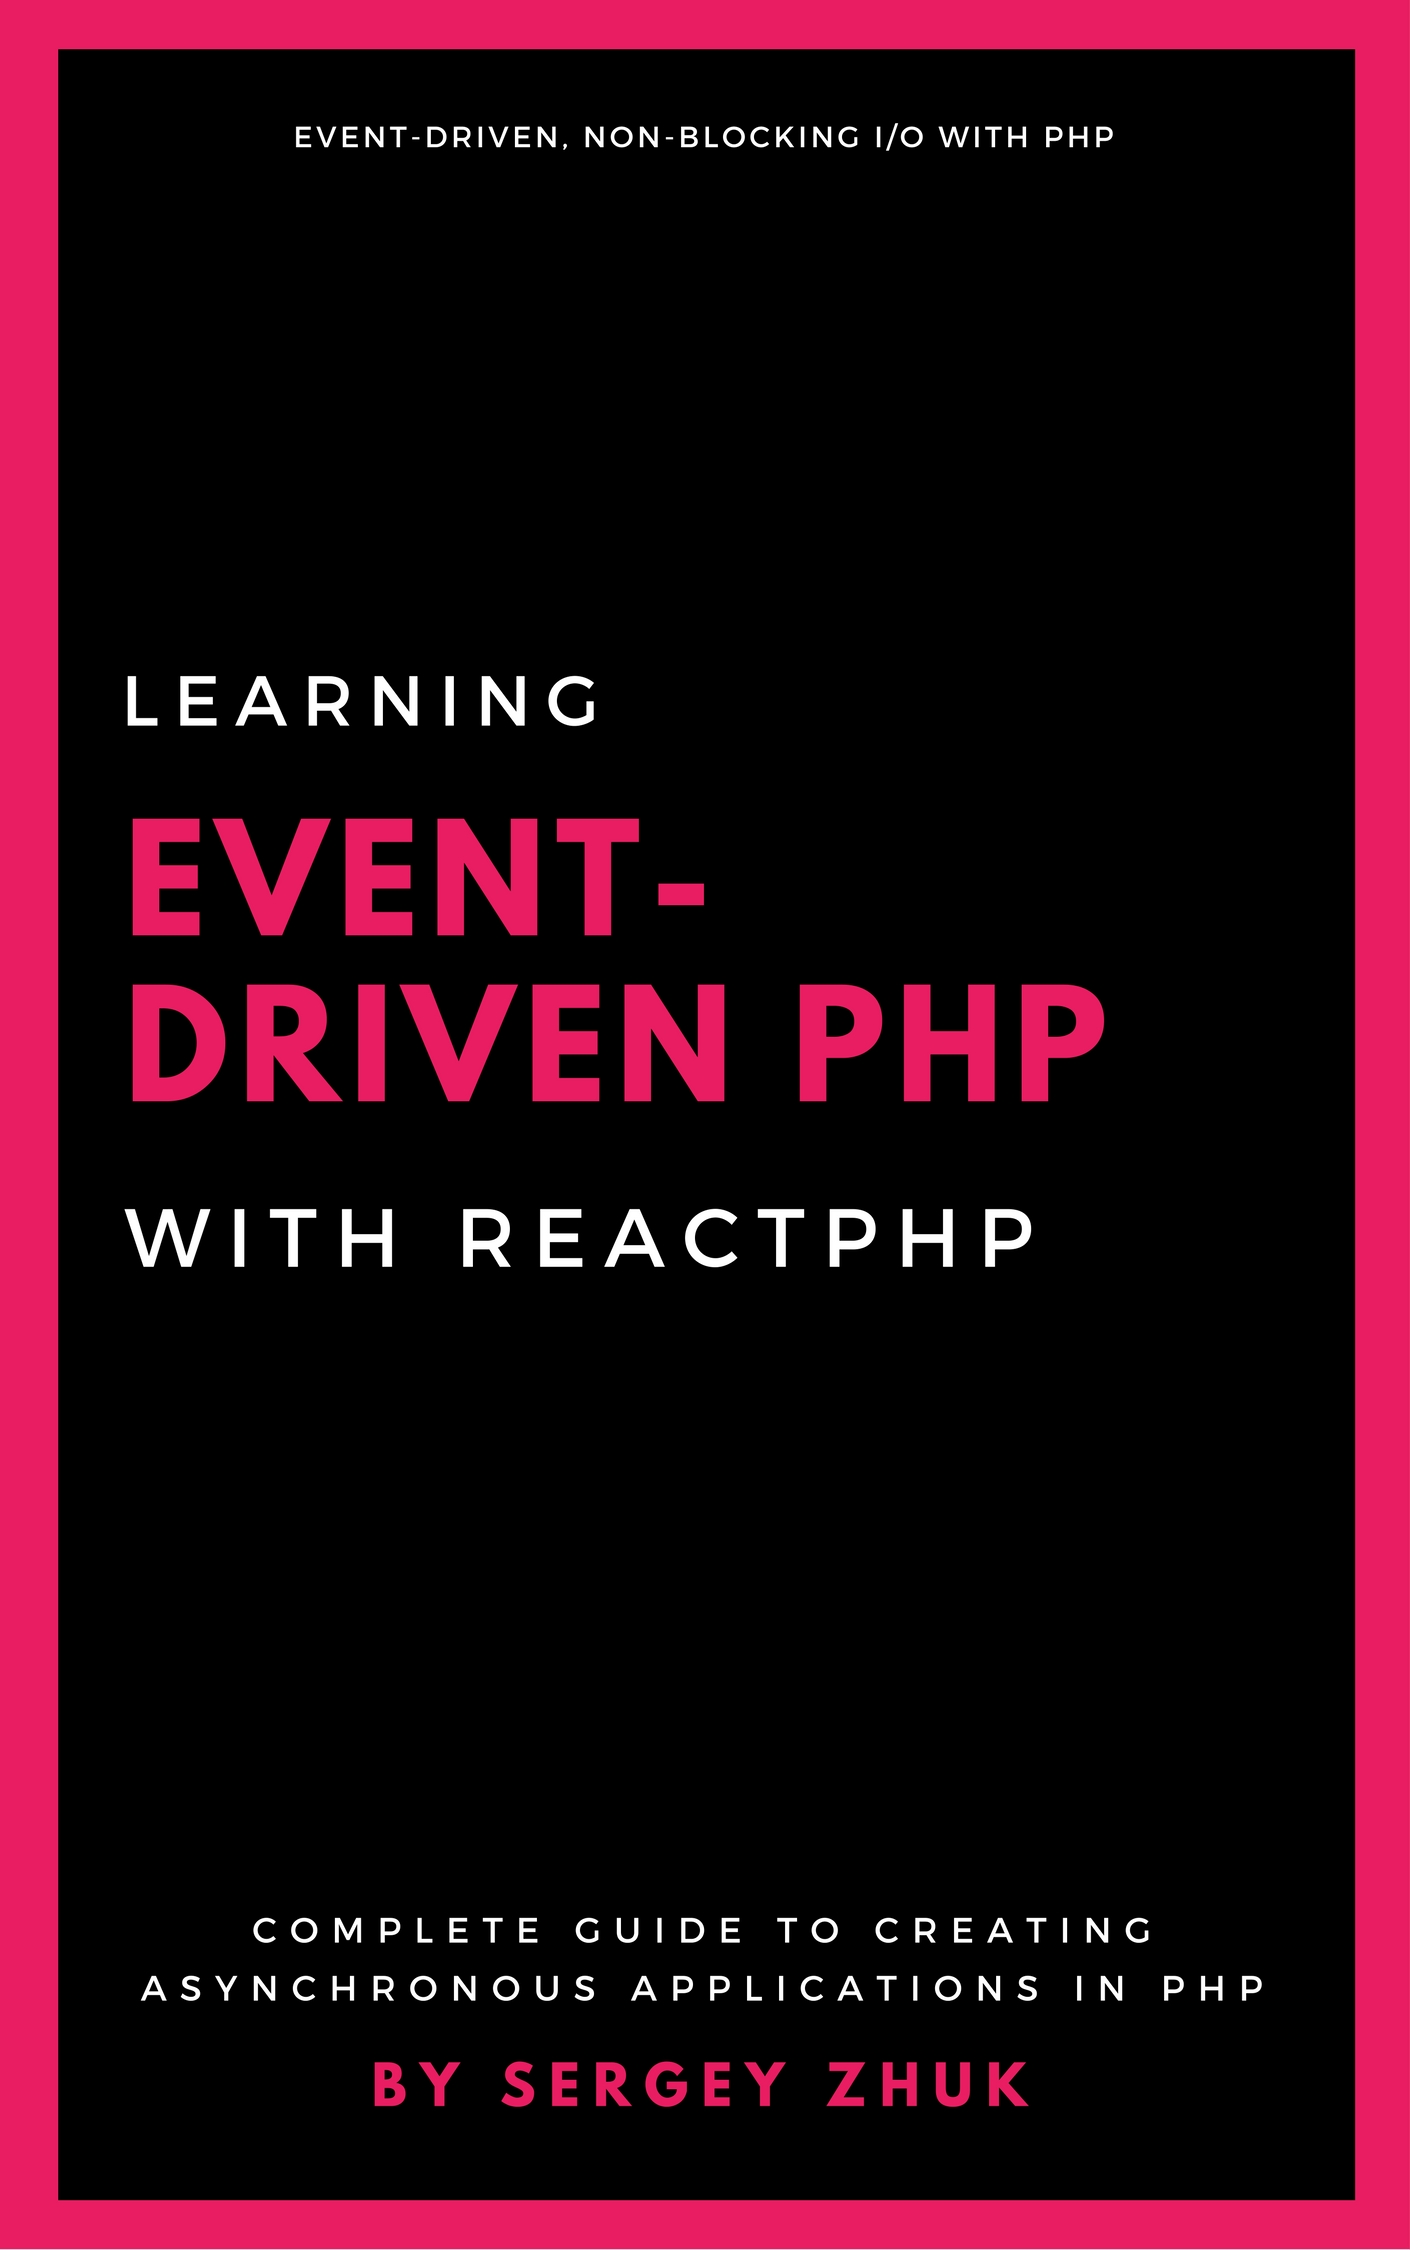 EVENT-DRIVEN, NON-BLOCKING I/O WITH PHP
LEARNING
EVENT-
DRIVEN PHP
WITH REACTPHP
COMPLETE GUIDE TO CREATING
ASYNCHRONOUS APPLICATIONS IN PHP
BY SERGEY ZHUK